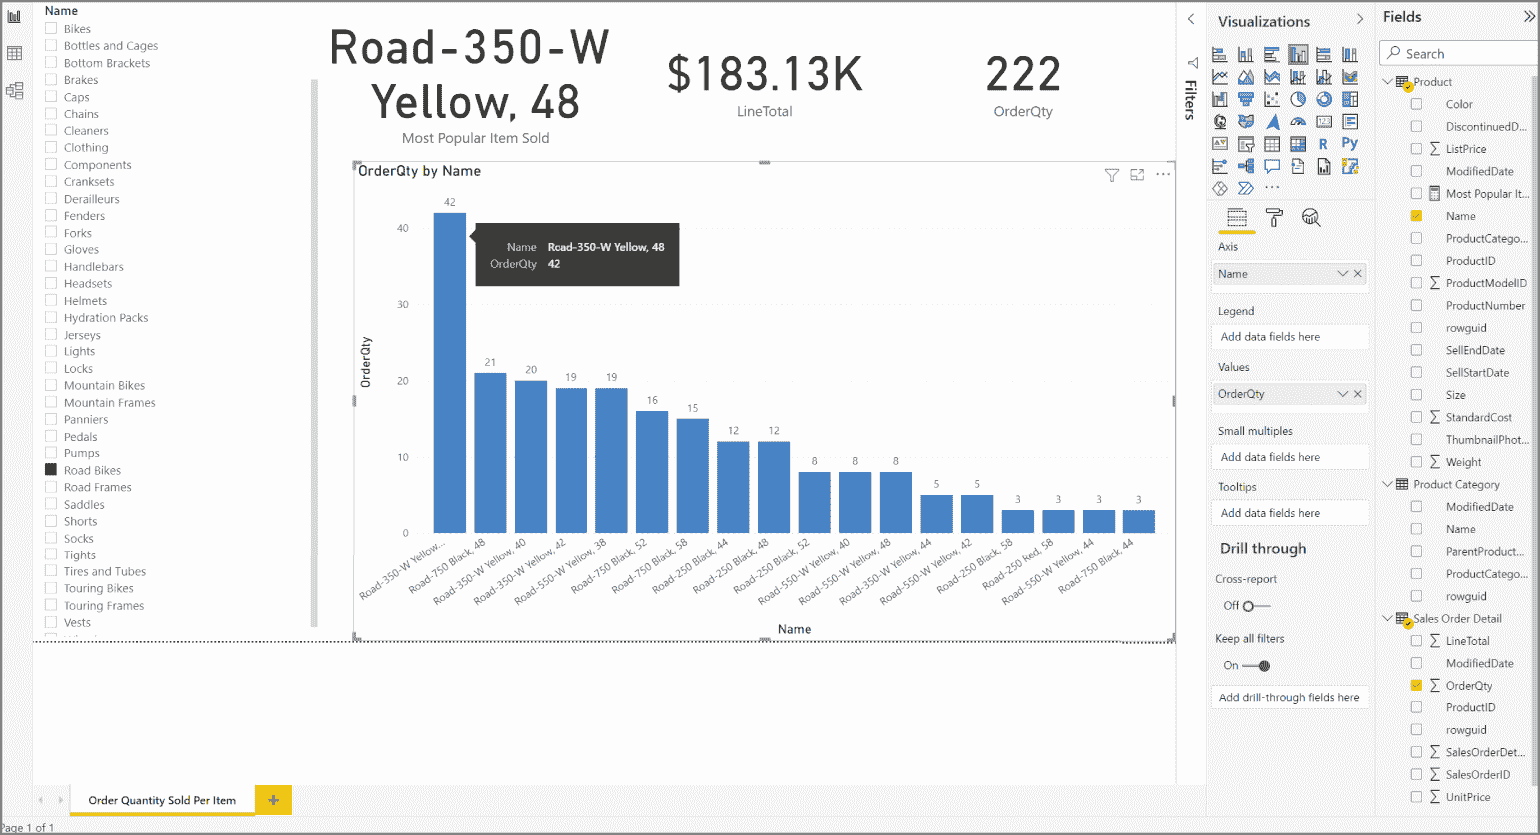 Name
Bikes
Bottles and Cages
Bottom Brackets
Brakes
Caps
Chains
Cleaners
Clothing
Components
Cranksets
Derailleurs
Fenders
Forks
Gloves
Handlebars
Headsets
Helmets
Hydration Packs
Jerseys
Lights
Locks
Mountain Bikes
Mountain Frames
Panniers
Pedals
Pumps
Road Bikes
Road Frames
Saddles
Shorts
Socks
Tights
Tires and Tubes
Touring Bikes
Touring Frames
Vests
Road-350-W
Yellow, 48
Most Popular Item Sold
$183.13K
LineTotal
222
OrderQty
OrderQty by Name
42
21
20
19
19
16
15
12
12
8
8
8
5
5
3
3
3
3
Name Rcad-350-W Yellow, 48
OrderQty 42
40
30
20
10
0
OrderQty
Road-350-W Yellow...
Road-750 Black, 48
Road-350-W Yellow, 40
Road-350-W Yellow, 42
Road-550-W Yellow, 38
Road-750 Black, 52
Road-750 Black, 58
Road-250 Black, 44
Road-250 Black, 48
Road-250 Black, 52
Road-550-W Yellow, 40
Road-550-W Yellow, 48
Road-350-W Yellow, 44
Road-550-W Yellow, 42
Road-250 Black, 58
Road-250 Red, 58
Road-550-W Yellow, 44
Road-750 Black, 44
Name
Order Quantity Sold Per Item
+
Page 1 of 1
Filters
Visualizations
123
R
Py
...
Axis
Name
Legend
Add data fields here
Values
OrderQty
Small multiples
Add data fields here
Tooltips
Add data fields here
Drill through
Cross-report
Off
Keep all filters
On
Add drill-through fields here
Fields
Search
Product
Color
DiscontinuedD...
ListPrice
ModifiedDate
Most Popular It...
Name
ProductCatego...
ProductID
ProductModelID
ProductNumber
rowguid
SellEndDate
SellStartDate
Size
StandardCost
ThumbnailPhot...
Weight
Product Category
ModifiedDate
Name
ParentProduct...
ProductCatego...
rowguid
Sales Order Detail
LineTotal
ModifiedDate
OrderQty
ProductID
rowguid
SalesOrderDet...
SalesOrderID
UnitPrice